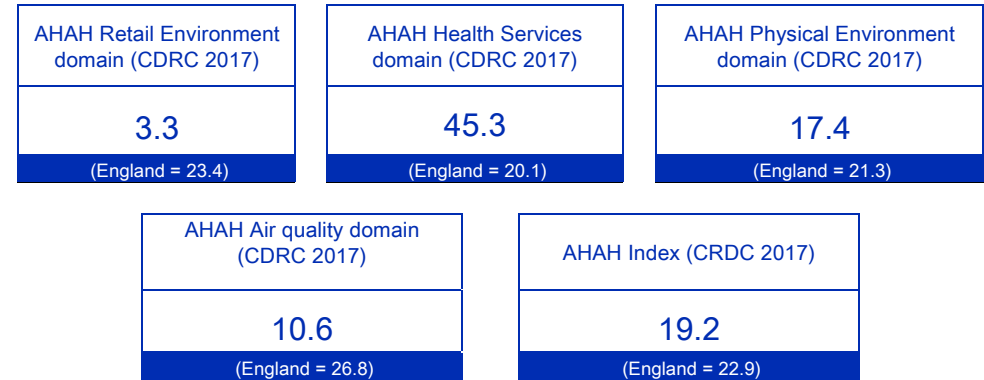 AHAH Retail Environment
domain (CDRC 2017)
3.3
(England = 23.4)
AHAH Health Services
domain (CDRC 2017)
45.3
(England = 20.1)
AHAH Physical Environment
domain (CDRC 2017)
17.4
(England = 21.3)
AHAH Air quality domain
(CDRC 2017)
10.6
(England = 26.8)
AHAH Index (CRDC 2017)
19.2
(England = 22.9)